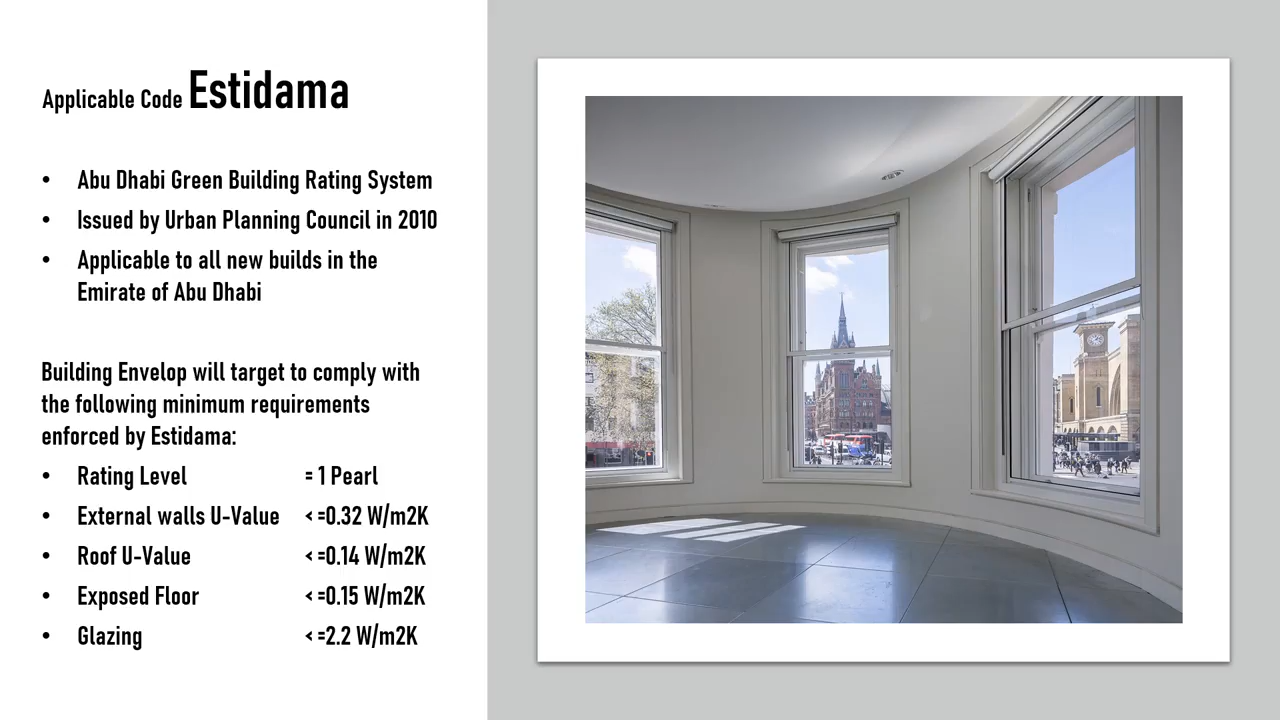 Applicable Code Estidama
• Abu Dhabi Green Building Rating System
• Issued by Urban Planning Council in 2010
• Applicable to all new builds in the
Emirate of Abu Dhabi
Building Envelop will target to comply with
the following minimum requirements
enforced by Estidama:
• Rating Level = 1 Pearl
• External walls U-Value < =0.32 W/m2K
• Roof U-Value < =0.14 W/m2K
• Exposed Floor < =0.15 W/m2K
• Glazing < =2.2 W/m2K